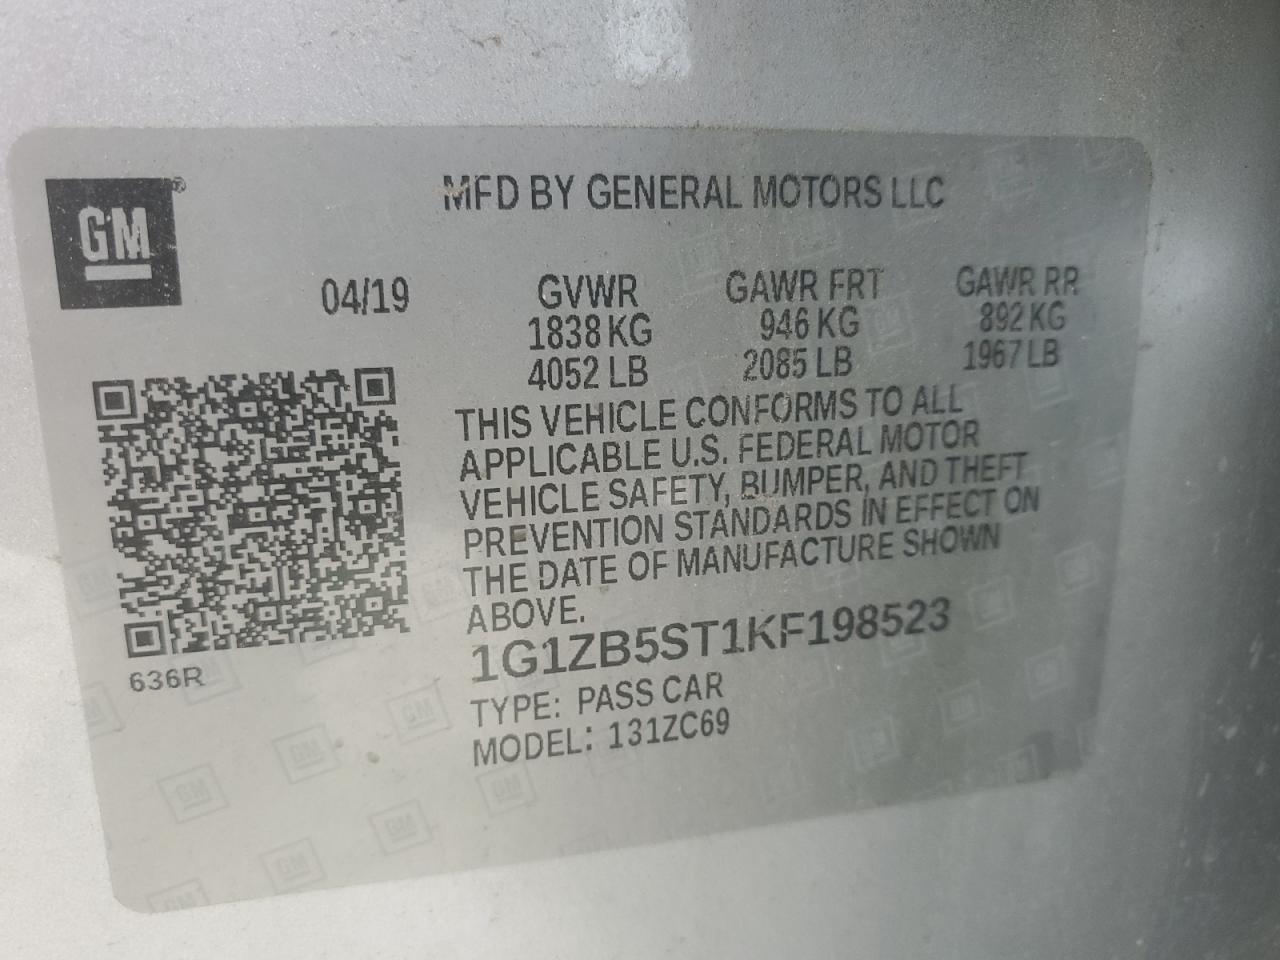 GM
MFD BY GENERAL MOTORS LLC
04/19 GVWR GAWR FRT GAWR RR
1838 KG 946 KG 892 KG
4052 LB 2085 LB 1967 LB
THIS VEHICLE CONFORMS TO ALL
APPLICABLE U.S. FEDERAL MOTOR
VEHICLE SAFETY, BUMPER, AND THEFT
PREVENTION STANDARDS IN EFFECT ON
THE DATE OF MANUFACTURE SHOWN
ABOVE.
1G1ZB5ST1KF198523
636R
TYPE: PASS CAR
MODEL: 131ZC69